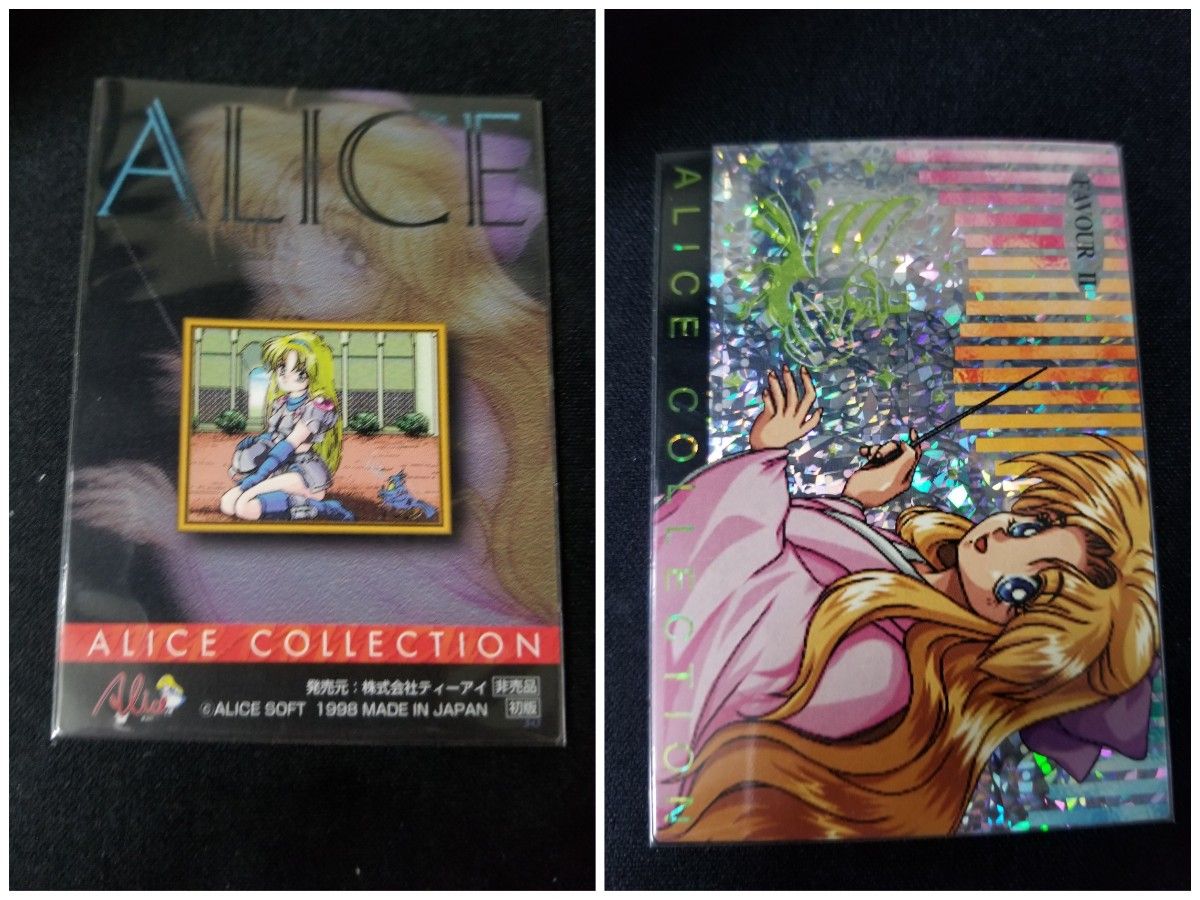 ALICE
ALICE COLLECTION
Alice
発売元：株式会社ティーアイ 非売品
©ALICE SOFT 1998 MADE IN JAPAN 初版
ALICE COLLECTION
FAVOUR II